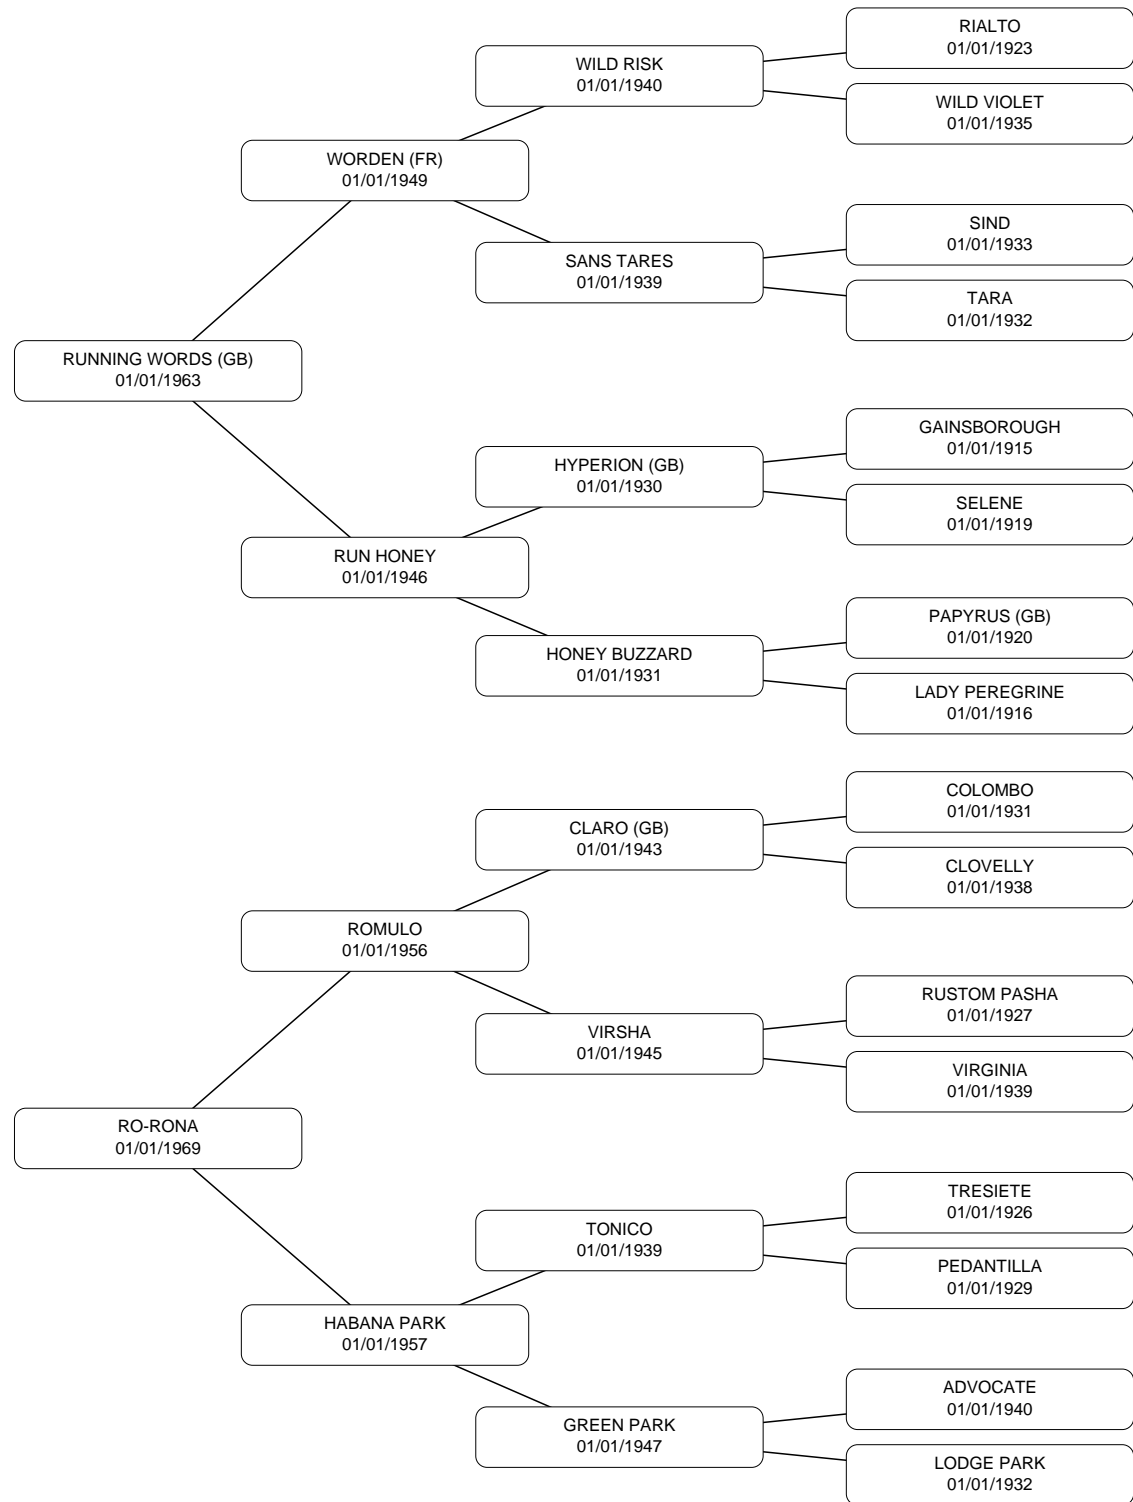 RIALTO
01/01/1923
WILD RISK
01/01/1940
WILD VIOLET
01/01/1935
WORDEN (FR)
01/01/1949
SIND
01/01/1933
SANS TARES
01/01/1939
TARA
01/01/1932
RUNNING WORDS (GB)
01/01/1963
GAINSBOROUGH
01/01/1915
HYPERION (GB)
01/01/1930
SELENE
01/01/1919
RUN HONEY
01/01/1946
PAPYRUS (GB)
01/01/1920
HONEY BUZZARD
01/01/1931
LADY PEREGRINE
01/01/1916
COLOMBO
01/01/1931
CLARO (GB)
01/01/1943
CLOVELLY
01/01/1938
ROMULO
01/01/1956
RUSTOM PASHA
01/01/1927
VIRSHA
01/01/1945
VIRGINIA
01/01/1939
RO-RONA
01/01/1969
TRESIETE
01/01/1926
TONICO
01/01/1939
PEDANTILLA
01/01/1929
HABANA PARK
01/01/1957
ADVOCATE
01/01/1940
GREEN PARK
01/01/1947
LODGE PARK
01/01/1932